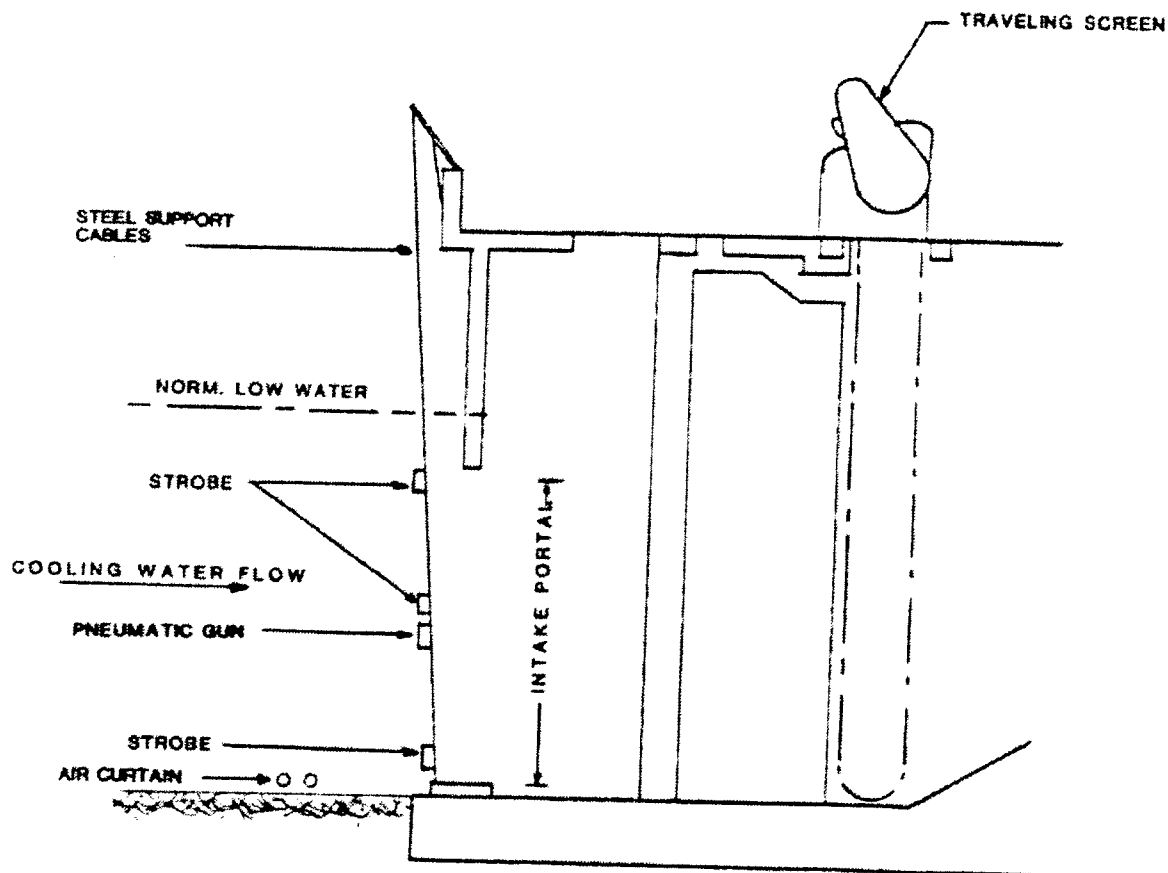 TRAVELING SCREEN
STEEL SUPPORT
CABLES
NORM. LOW WATER
STROBE
COOLING WATER FLOW
PNEUMATIC GUN
INTAKE PORTAL
STROBE
AIR CURTAIN